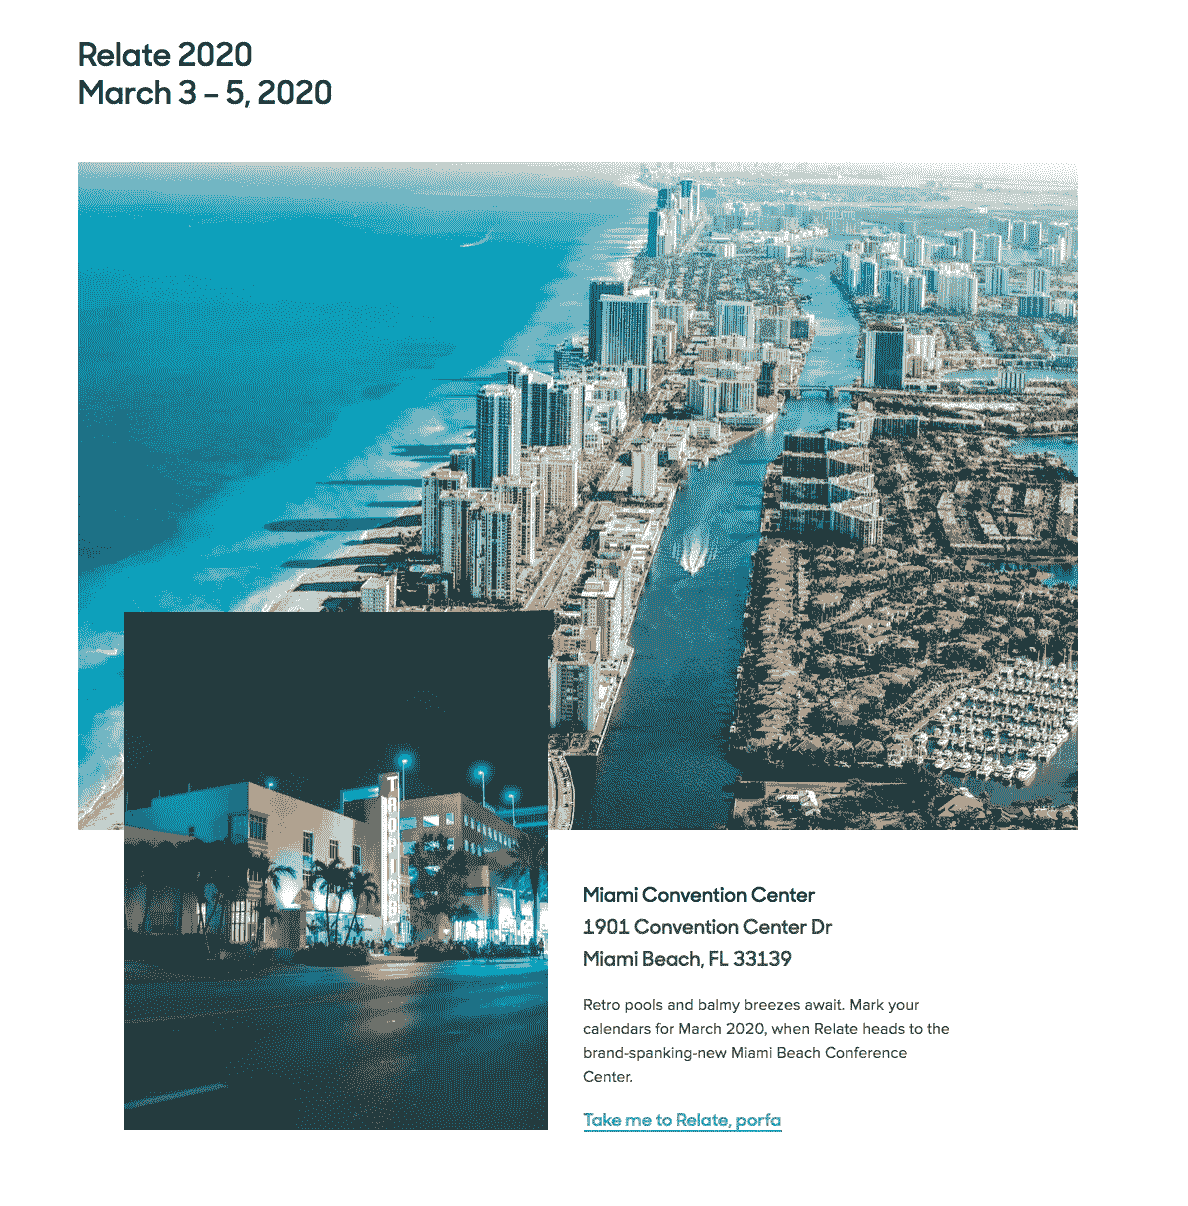 Relate 2020
March 3 – 5, 2020
TROPICS
Miami Convention Center
1901 Convention Center Dr
Miami Beach, FL 33139
Retro pools and balmy breezes await. Mark your
calendars for March 2020, when Relate heads to the
brand-spanking-new Miami Beach Conference
Center.
Take me to Relate, porfa